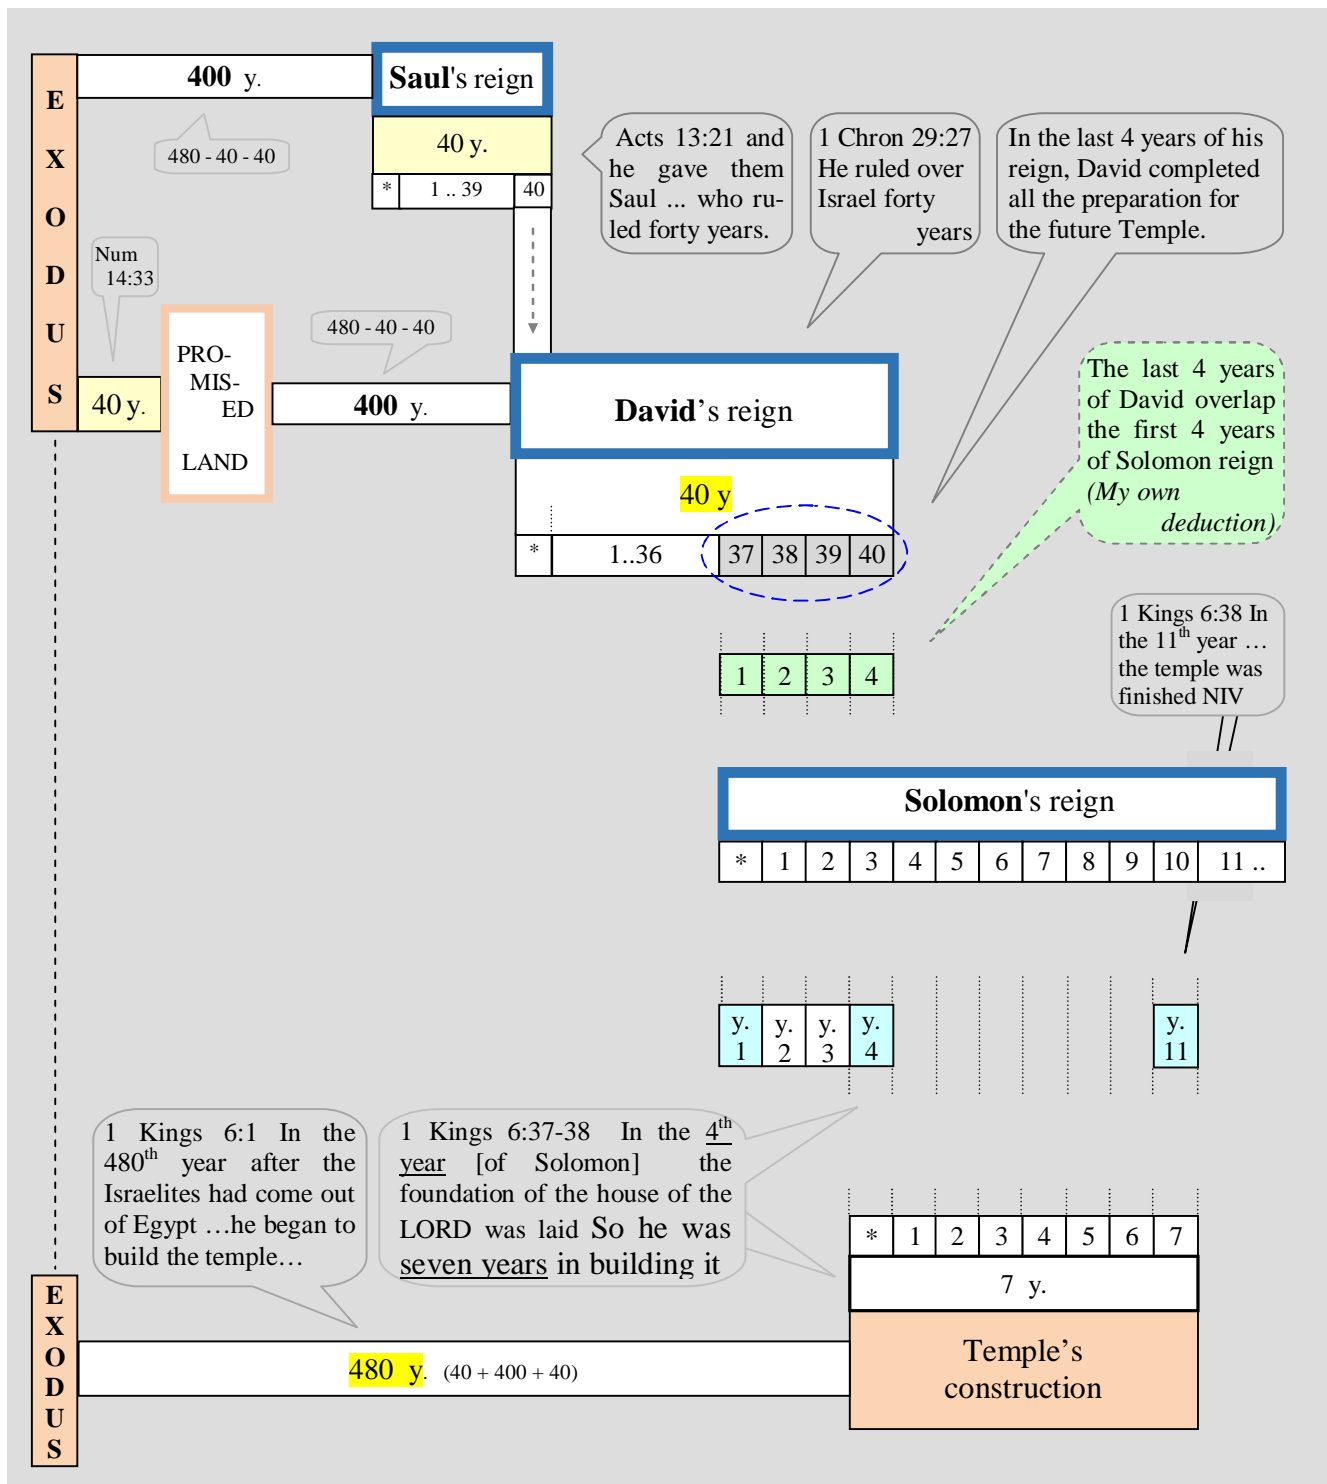 EXODUS
400 y.
Saul's reign
480 - 40 - 40
40 y.
* 1 .. 39 40
Acts 13:21 and
he gave them
Saul ... who ru-
led forty years.
1 Chron 29:27
He ruled over
Israel forty
years
In the last 4 years of his
reign, David completed
all the preparation for
the future Temple.
Num
14:33
40 y.
PRO-
MIS-
ED
LAND
480 - 40 - 40
400 y.
David’s reign
40 y
* 1..36 37 38 39 40
The last 4 years
of David overlap
the first 4 years
of Solomon reign
(My own
deduction)
1 2 3 4
1 Kings 6:38 In
the 11th year …
the temple was
finished NIV
Solomon's reign
* 1 2 3 4 5 6 7 8 9 10 11 ..
y. y. y. y. y.
1 2 3 4 11
1 Kings 6:1 In the
480th year after the
Israelites had come out
of Egypt …he began to
build the temple…
1 Kings 6:37-38 In the 4th
year [of Solomon] the
foundation of the house of the
LORD was laid So he was
seven years in building it
* 1 2 3 4 5 6 7
7 y.
EXODUS
480 y. (40 + 400 + 40)
Temple’s
construction